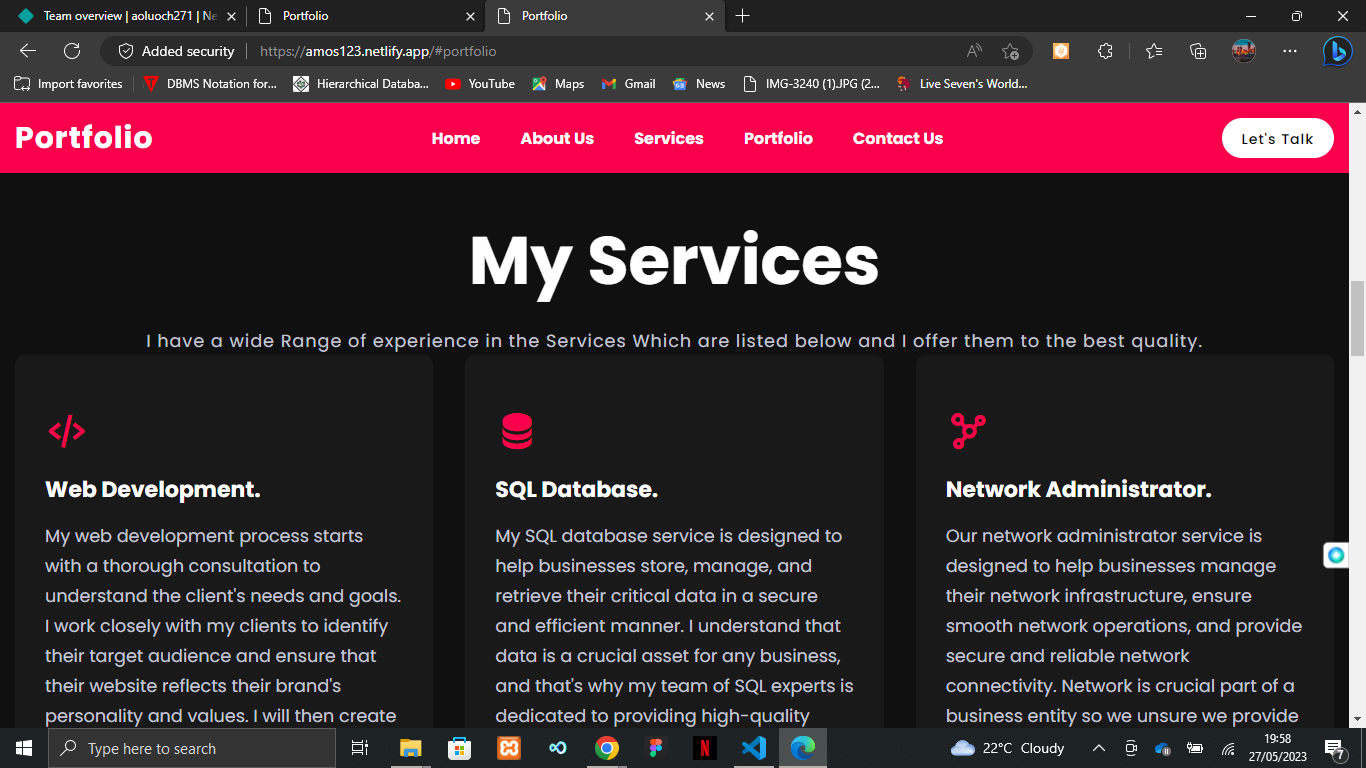 Team overview | aoluoch271 | Ne
Portfolio
Portfolio
Added security
https://amos123.netlify.app/#portfolio
Import favorites
DBMS Notation for...
Hierarchical Databa...
YouTube
Maps
Gmail
News
IMG-3240 (1).JPG (2...
Live Seven's World...
Portfolio
Home
About Us
Services
Portfolio
Contact Us
Let's Talk
My Services
I have a wide Range of experience in the Services Which are listed below and I offer them to the best quality.
Web Development.
My web development process starts
with a thorough consultation to
understand the client's needs and goals.
I work closely with my clients to identify
their target audience and ensure that
their website reflects their brand's
personality and values. I will then create
SQL Database.
My SQL database service is designed to
help businesses store, manage, and
retrieve their critical data in a secure
and efficient manner. I understand that
data is a crucial asset for any business,
and that's why my team of SQL experts is
dedicated to providing high-quality
Network Administrator.
Our network administrator service is
designed to help businesses manage
their network infrastructure, ensure
smooth network operations, and provide
secure and reliable network
connectivity. Network is crucial part of a
business entity so we unsure we provide
Type here to search
22°C Cloudy
19:58
27/05/2023
7